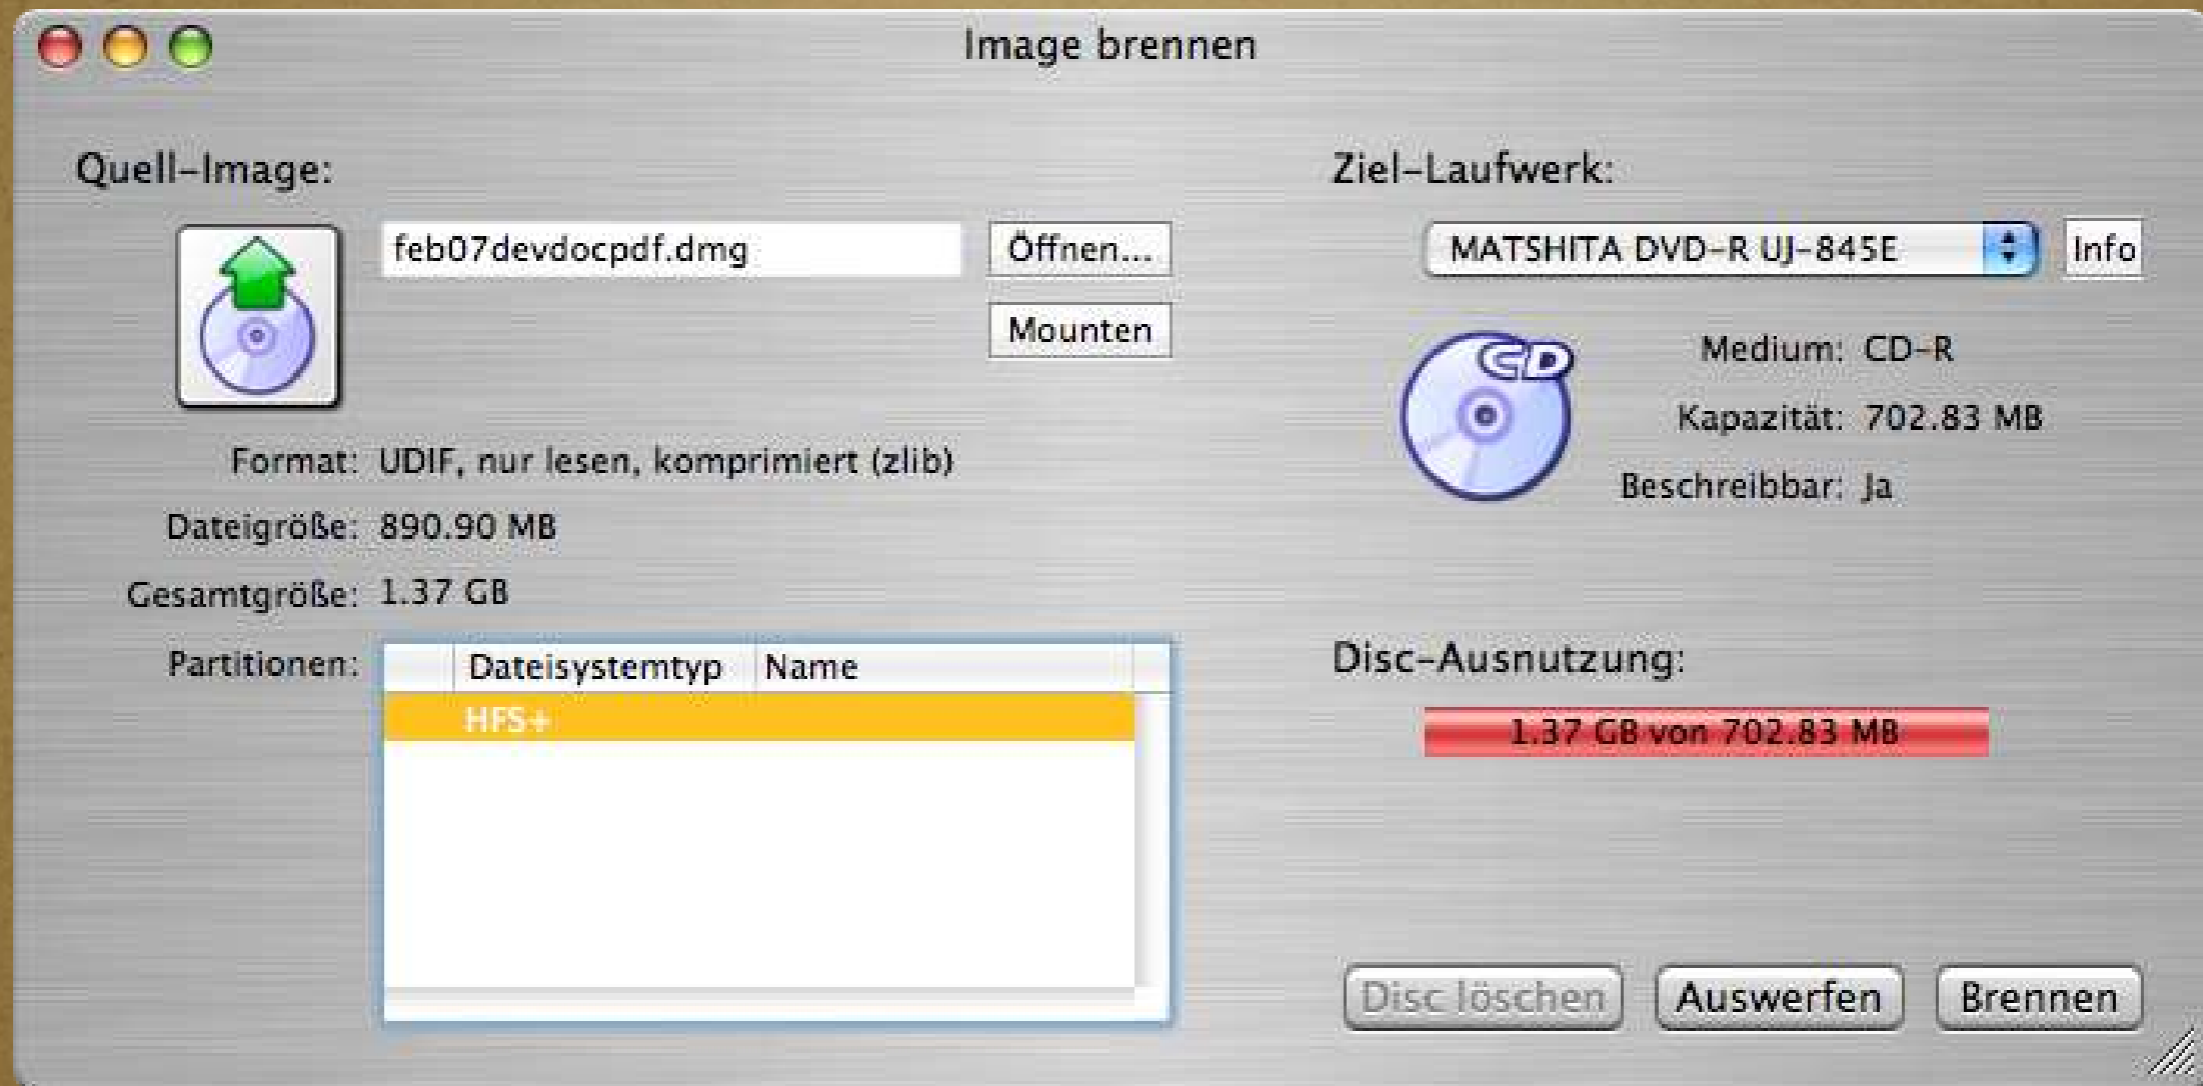 Image brennen
Quell-Image:
feb07devdocpdf.dmg
Öffnen...
Mounten
Format: UDIF, nur lesen, komprimiert (zlib)
Dateigröße: 890.90 MB
Gesamtgröße: 1.37 GB
Partitionen:
Dateisystemtyp Name
HFS+
Ziel-Laufwerk:
MATSHITA DVD-R UJ-845E
Info
CD
Medium: CD-R
Kapazität: 702.83 MB
Beschreibbar: Ja
Disc-Ausnutzung:
1.37 GB von 702.83 MB
Disc löschen
Auswerfen
Brennen